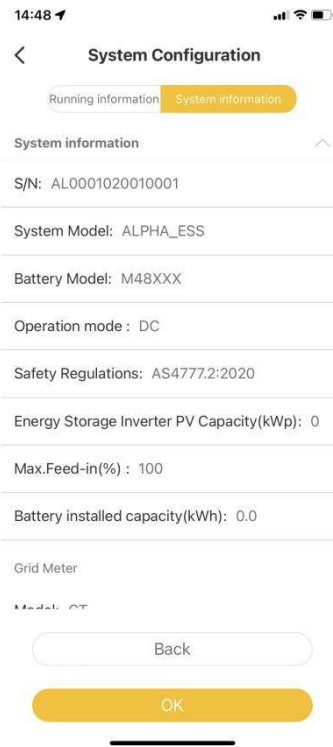 14:48
System Configuration
Running information System information
System information
S/N: AL0001020010001
System Model: ALPHA_ESS
Battery Model: M48XXX
Operation mode : DC
Safety Regulations: AS4777.2:2020
Energy Storage Inverter PV Capacity(kWp): 0
Max.Feed-in(%) : 100
Battery installed capacity(kWh): 0.0
Grid Meter
Model: CT
Back
OK